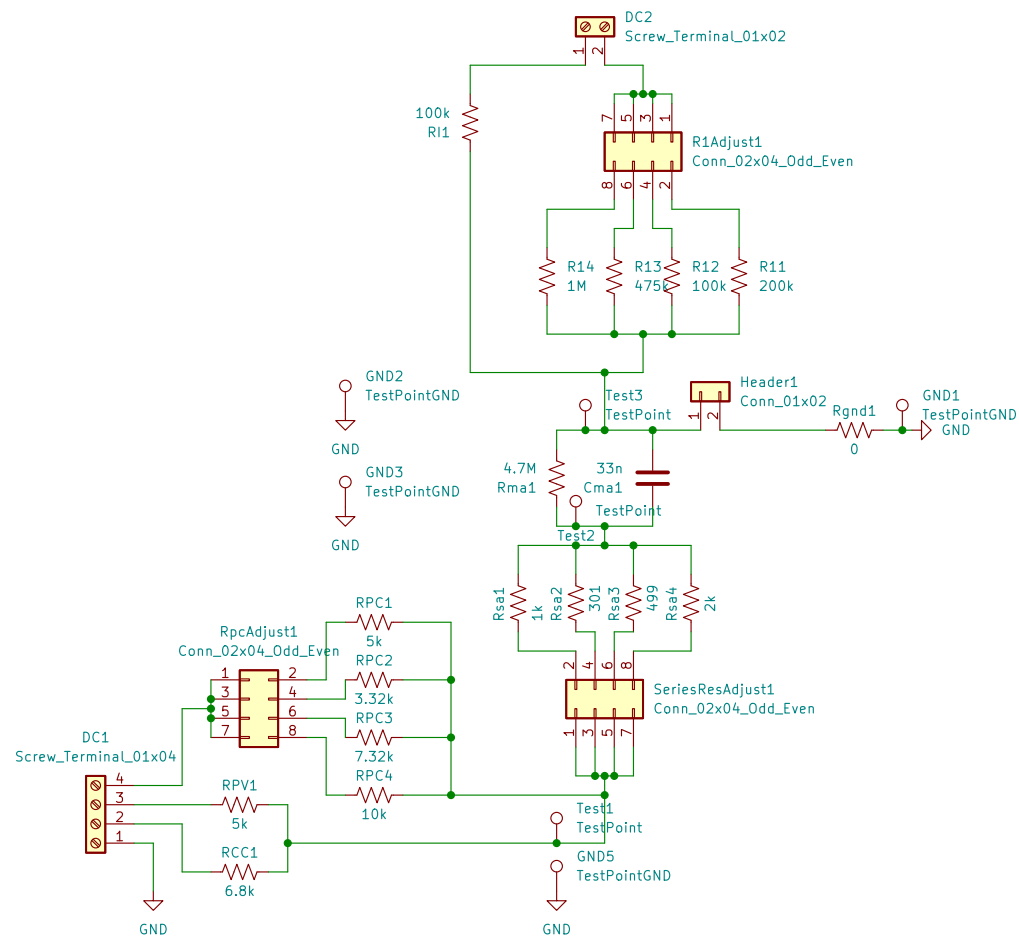 DC2
Screw_Terminal_01x02
1
2
100k
RI1
7
5
3
1
R1Adjust1
Conn_02x04_Odd_Even
8
6
4
2
R14
1M
R13
475k
R12
100k
R11
200k
GND2
TestPointGND
GND
Header1
Conn_01x02
1
2
Test3
TestPoint
Rgnd1
0
GND1
TestPointGND
GND
GND3
TestPointGND
GND
4.7M
Rma1
33n
Cma1
TestPoint
Test2
Rsa1
1k
Rsa2
301
Rsa3
499
Rsa4
2k
2
4
6
8
SeriesResAdjust1
Conn_02x04_Odd_Even
1
3
5
7
RPC1
5k
RpcAdjust1
Conn_02x04_Odd_Even
RPC2
3.32k
1
2
3
4
5
6
7
8
RPC3
7.32k
RPC4
10k
DC1
Screw_Terminal_01x04
4
3
2
1
RPV1
5k
RCC1
6.8k
GND
Test1
TestPoint
GND5
TestPointGND
GND